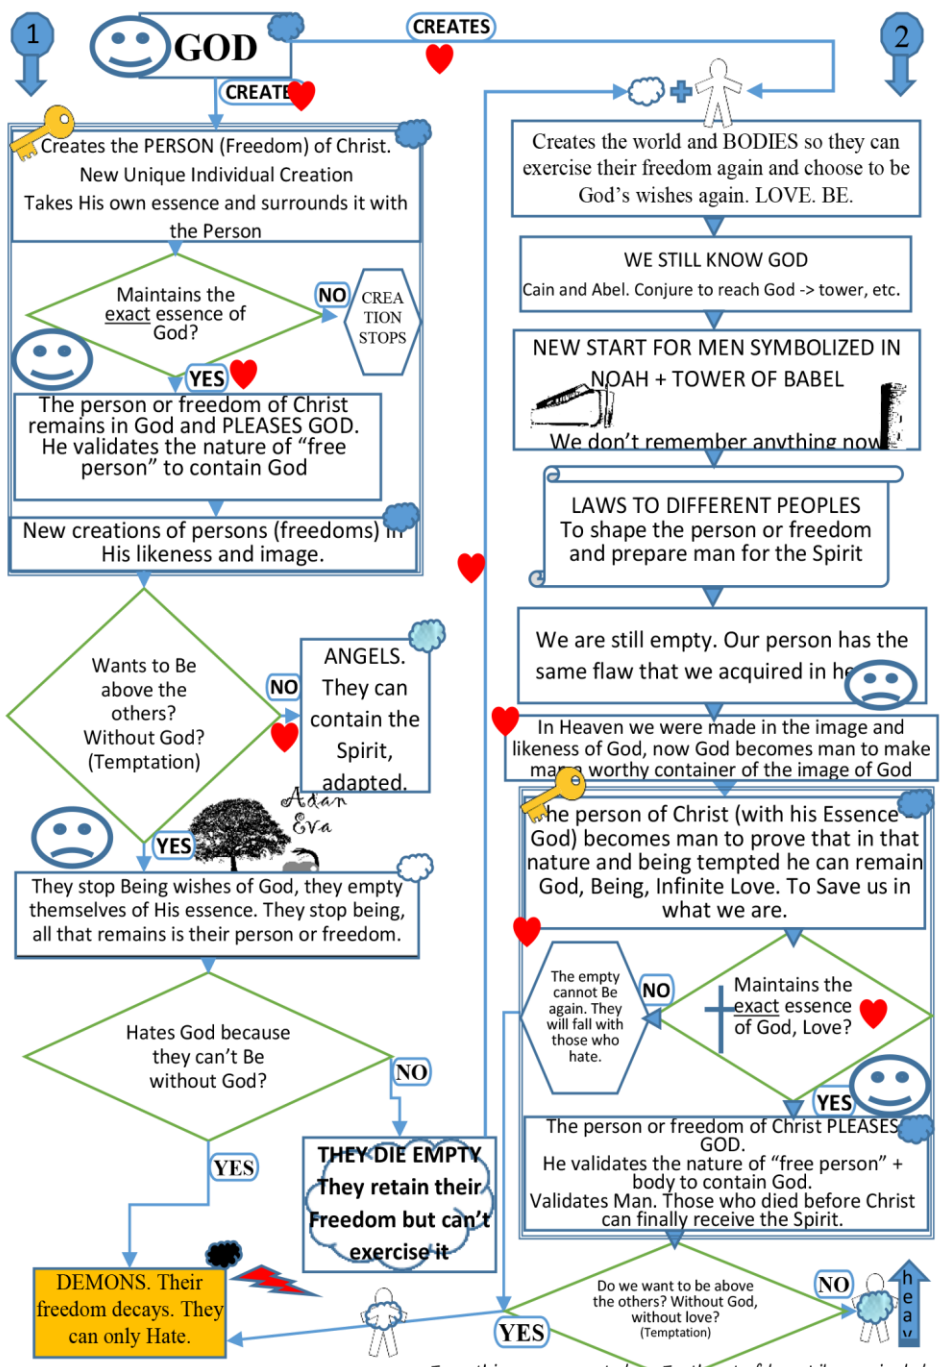 1
GOD
CREATES
2
CREATE
Creates the PERSON (Freedom) of Christ.
New Unique Individual Creation
Takes His own essence and surrounds it with
the Person
Maintains the
exact essence of
God?
NO
CREA
TION
STOPS
YES
The person or freedom of Christ
remains in God and PLEASES GOD.
He validates the nature of “free
person” to contain God
New creations of persons (freedoms) in
His likeness and image.
Wants to Be
above the
others?
Without God?
(Temptation)
NO
ANGELS.
They can
contain the
Spirit,
adapted.
Adan
Eva
YES
They stop Being wishes of God, they empty
themselves of His essence. They stop being,
all that remains is their person or freedom.
Hates God because
they can’t Be
without God?
NO
YES
THEY DIE EMPTY
They retain their
Freedom but can’t
exercise it
DEMONS. Their
freedom decays. They
can only Hate.
Creates the world and BODIES so they can
exercise their freedom again and choose to be
God’s wishes again. LOVE. BE.
WE STILL KNOW GOD
Cain and Abel. Conjure to reach God -> tower, etc.
NEW START FOR MEN SYMBOLIZED IN
NOAH + TOWER OF BABEL
We don’t remember anything now
LAWS TO DIFFERENT PEOPLES
To shape the person or freedom
and prepare man for the Spirit
We are still empty. Our person has the
same flaw that we acquired in he
In Heaven we were made in the image and
likeness of God, now God becomes man to make
man a worthy container of the image of God
The person of Christ (with his Essence
God) becomes man to prove that in that
nature and being tempted he can remain
God, Being, Infinite Love. To Save us in
what we are.
The empty
cannot Be
again. They
will fall with
those who
hate.
NO
Maintains the
exact essence
of God, Love?
YES
The person or freedom of Christ PLEASES
GOD.
He validates the nature of “free person” +
body to contain God.
Validates Man. Those who died before Christ
can finally receive the Spirit.
Do we want to be above
the others? Without God,
without love?
(Temptation)
NO
YES
hea